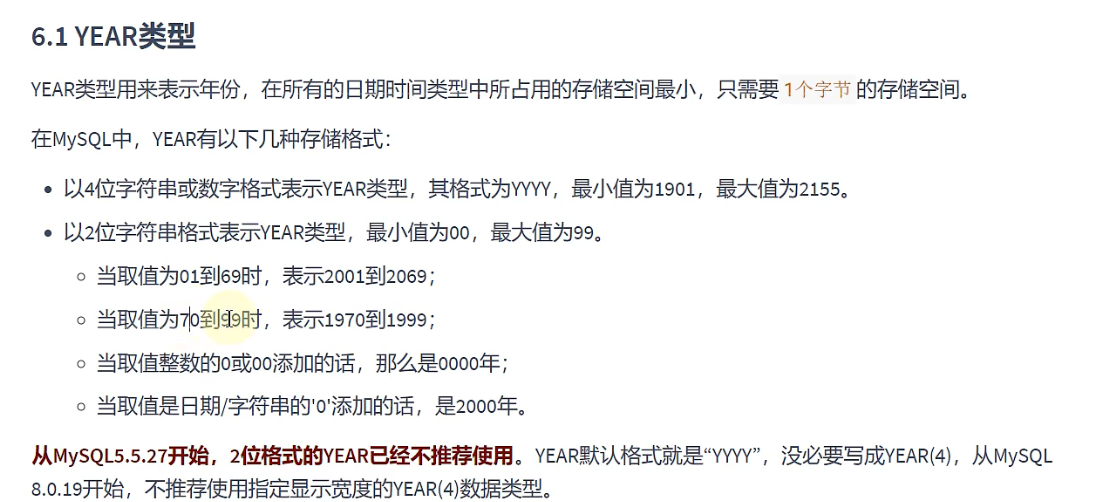 6.1 YEAR类型
YEAR类型用来表示年份，在所有的日期时间类型中所占用的存储空间最小，只需要 1个字节 的存储空间。
在MySQL中，YEAR有以下几种存储格式：
• 以4位字符串或数字格式表示YEAR类型，其格式为YYYY，最小值为1901，最大值为2155。
• 以2位字符串格式表示YEAR类型，最小值为00，最大值为99。
○ 当取值为01到69时，表示2001到2069；
○ 当取值为70到99时，表示1970到1999；
○ 当取值整数的0或00添加的话，那么是0000年；
○ 当取值是日期/字符串的'0'添加的话，是2000年。
从MySQL5.5.27开始，2位格式的YEAR已经不推荐使用。YEAR默认格式就是“YYYY”，没必要写成YEAR(4)，从MySQL
8.0.19开始，不推荐使用指定显示宽度的YEAR(4)数据类型。